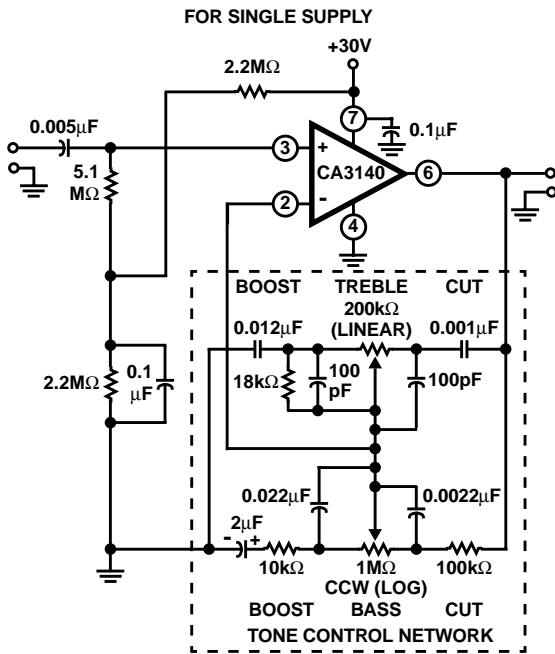 FOR SINGLE SUPPLY
+30V
2.2MΩ
7
0.005μF
0.1μF
3
+
5.1
MΩ
CA3140
6
2
-
4
BOOST TREBLE CUT
200kΩ
(LINEAR)
0.012μF
0.001μF
18kΩ
100
pF
100pF
2.2MΩ
0.1
μF
0.022μF
0.0022μF
2μF
- +
10kΩ
1MΩ
100kΩ
CCW (LOG)
BOOST BASS CUT
TONE CONTROL NETWORK